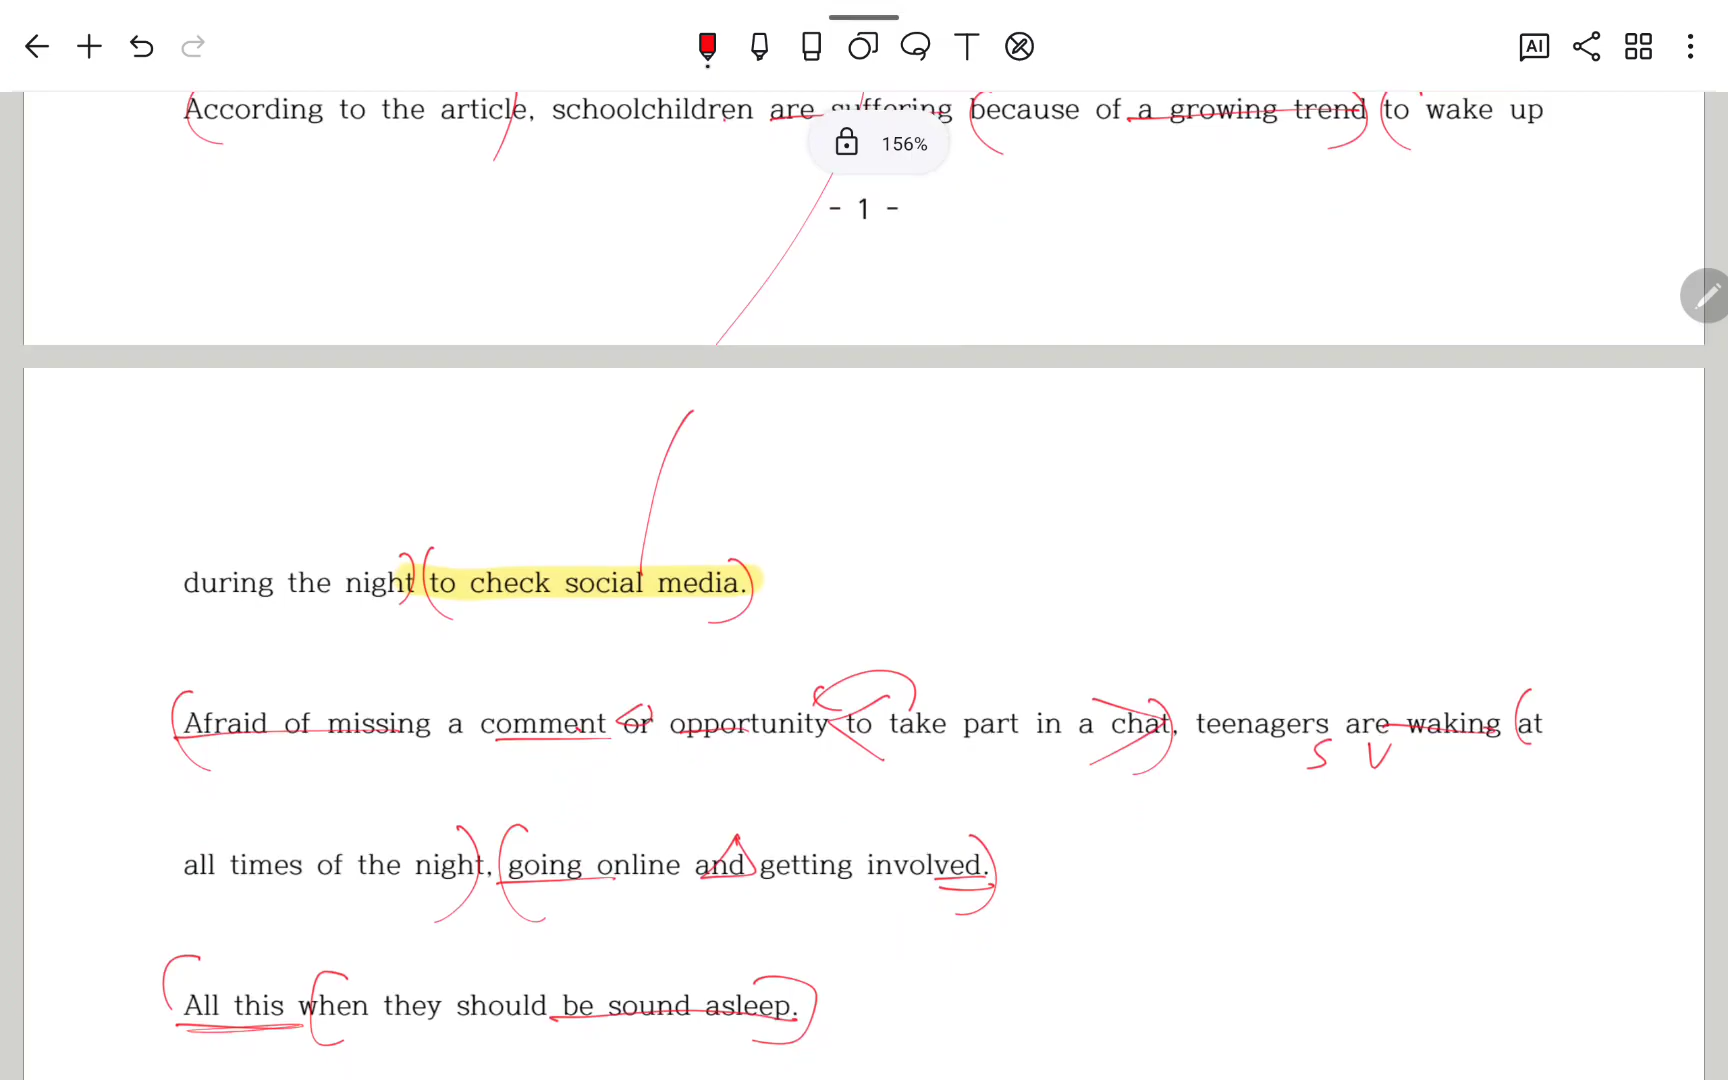 AI
According to the article, schoolchildren are suffering because of a growing trend to wake up
156%
- 1 -
during the night to check social media.
Afraid of missing a comment or opportunity to take part in a chat, teenagers are waking at
S V
all times of the night, going online and getting involved.
All this when they should be sound asleep.